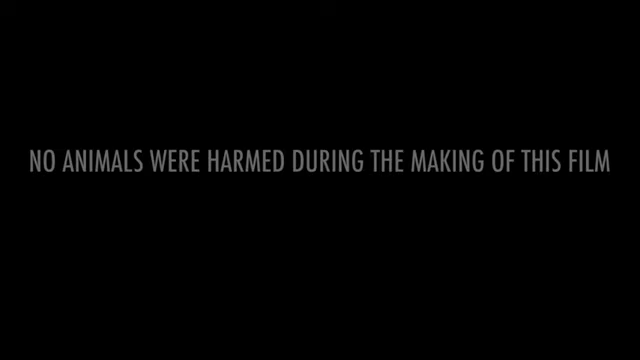 NO ANIMALS WERE HARMED DURING THE MAKING OF THIS FILM